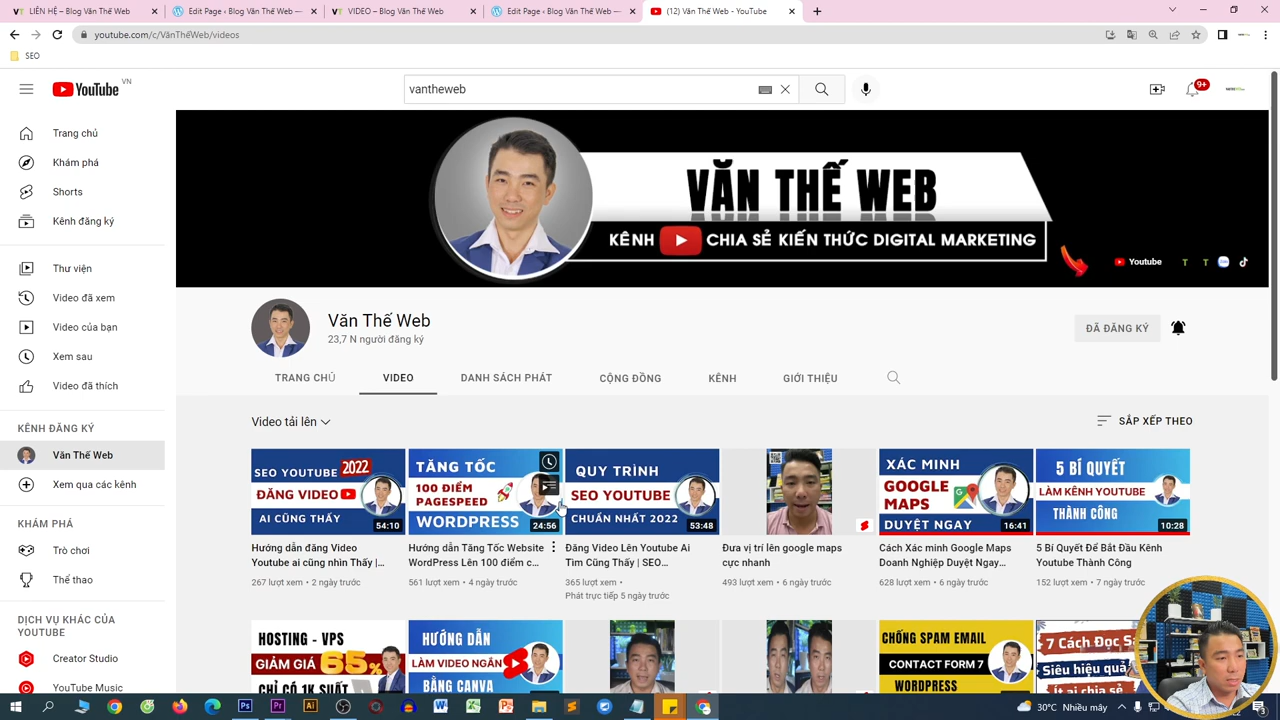 LIÊN HỆ – Blog Văn Thế Web
Edit Page ‹ Blog Văn Thế Web —
VIDEO – Blog Văn Thế Web
Edit Page ‹ Blog Văn Thế Web —
(12) Văn Thế Web - YouTube
youtube.com/c/VănThếWeb/videos
SEO
YouTube VN
vantheweb
9+
Trang chủ
Khám phá
Shorts
Kênh đăng ký
Thư viện
Video đã xem
Video của bạn
Xem sau
Video đã thích
KÊNH ĐĂNG KÝ
Văn Thế Web
Xem qua các kênh
KHÁM PHÁ
Trò chơi
Thể thao
DỊCH VỤ KHÁC CỦA
YOUTUBE
Creator Studio
YouTube Music
VĂN THẾ WEB
KÊNH CHIA SẺ KIẾN THỨC DIGITAL MARKETING
Youtube
Văn Thế Web
23,7 N người đăng ký
ĐÃ ĐĂNG KÝ
TRANG CHỦ
VIDEO
DANH SÁCH PHÁT
CỘNG ĐỒNG
KÊNH
GIỚI THIỆU
Video tải lên
SẮP XẾP THEO
SEO YOUTUBE 2022
ĐĂNG VIDEO
AI CŨNG THẤY
54:10
Hướng dẫn đăng Video
Youtube ai cũng nhìn Thấy |...
267 lượt xem • 2 ngày trước
TĂNG TỐC
100 ĐIỂM
PAGESPEED
WORDPRESS
24:56
Hướng dẫn Tăng Tốc Website
WordPress Lên 100 điểm c...
561 lượt xem • 4 ngày trước
QUY TRÌNH
SEO YOUTUBE
CHUẨN NHẤT 2022
53:48
Đăng Video Lên Youtube Ai
Tìm Cũng Thấy | SEO...
365 lượt xem •
Phát trực tiếp 5 ngày trước
Đưa vị trí lên google maps
cực nhanh
493 lượt xem • 6 ngày trước
XÁC MINH
GOOGLE
MAPS
DUYỆT NGAY
16:41
Cách Xác minh Google Maps
Doanh Nghiệp Duyệt Ngay...
628 lượt xem • 6 ngày trước
5 BÍ QUYẾT
LÀM KÊNH YOUTUBE
THÀNH CÔNG
10:28
5 Bí Quyết Để Bắt Đầu Kênh
Youtube Thành Công
152 lượt xem • 7 ngày trước
HOSTING - VPS
GIẢM GIÁ 65%
CHỈ CÓ 1K SUẤT
HƯỚNG DẪN
LÀM VIDEO NGẮN
BẰNG CANVA
CHỐNG SPAM EMAIL
CONTACT FORM 7
WORDPRESS
7 Cách Đọc
Siêu hiệu quả
ít ai chia sẻ
30°C Nhiều mây